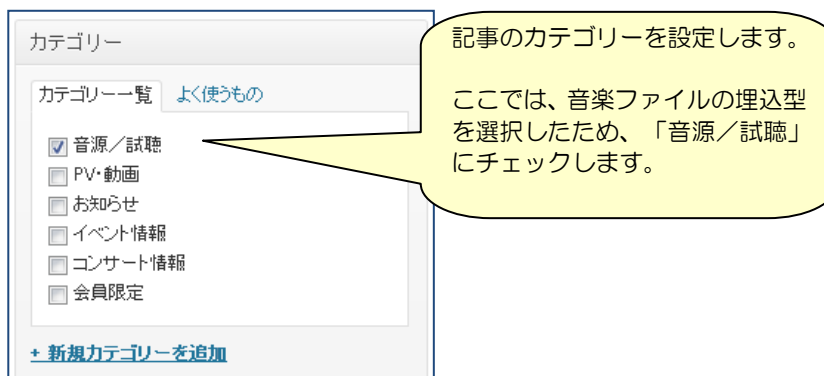 カテゴリー
カテゴリー一覧 よく使うもの
音源／試聴
PV・動画
お知らせ
イベント情報
コンサート情報
会員限定
+ 新規カテゴリーを追加
記事のカテゴリーを設定します。
ここでは、音楽ファイルの埋込型
を選択したため、「音源／試聴」
にチェックします。